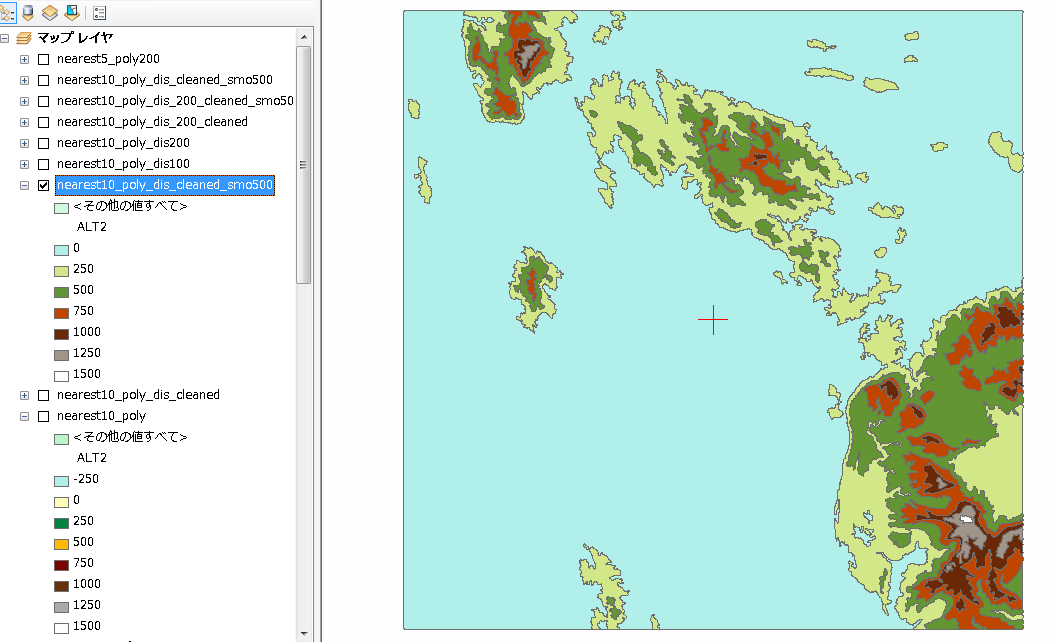 マップ レイヤ
nearest5_poly200
nearest10_poly_dis_cleaned_smo500
nearest10_poly_dis_200_cleaned_smo50
nearest10_poly_dis_200_cleaned
nearest10_poly_dis200
nearest10_poly_dis100
nearest10_poly_dis_cleaned_smo500
<その他の値すべて>
ALT2
0
250
500
750
1000
1250
1500
nearest10_poly_dis_cleaned
nearest10_poly
<その他の値すべて>
ALT2
-250
0
250
500
750
1000
1250
1500